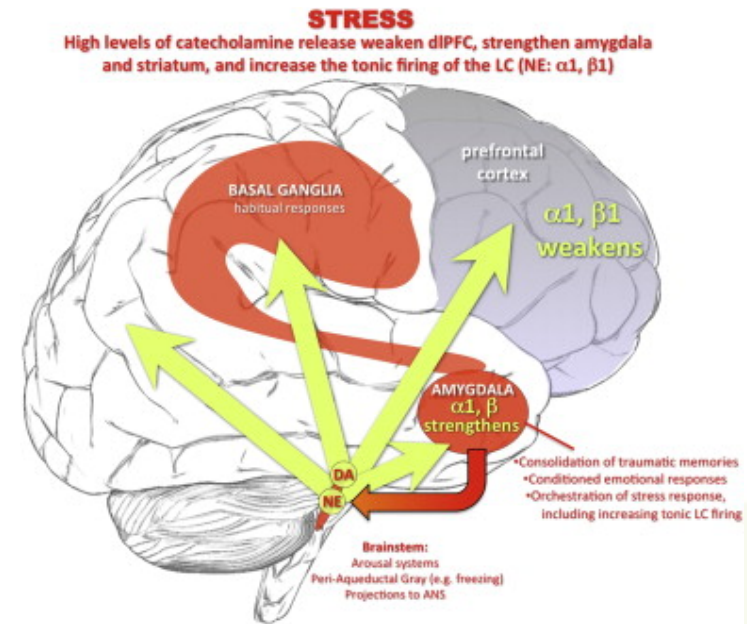 STRESS
High levels of catecholamine release weaken dlPFC, strengthen amygdala
and striatum, and increase the tonic firing of the LC (NE: α1, β1)
prefrontal
cortex
BASAL GANGLIA
habitual responses
α1, β1
weakens
AMYGDALA
α1, β
strengthens
DA
NE
•Consolidation of traumatic memories
•Conditioned emotional responses
•Orchestration of stress response,
including increasing tonic LC firing
Brainstem:
Arousal systems
Peri-Aqueductal Gray (e.g. freezing)
Projections to ANS